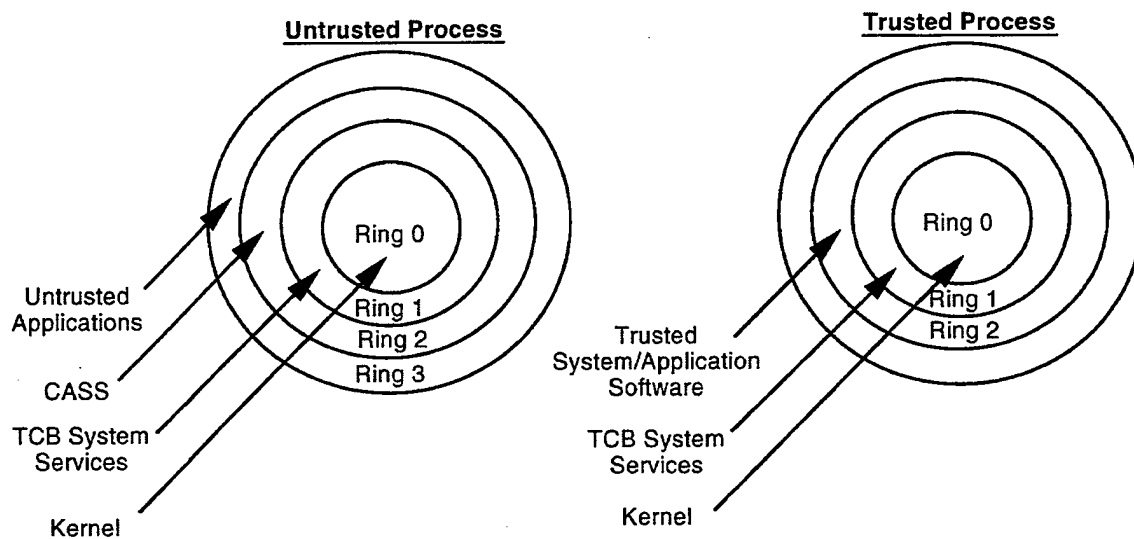 Untrusted Process
Ring 0
Ring 1
Ring 2
Ring 3
Untrusted
Applications
CASS
TCB System
Services
Kernel
Trusted Process
Ring 0
Ring 1
Ring 2
Trusted
System/Application
Software
TCB System
Services
Kernel